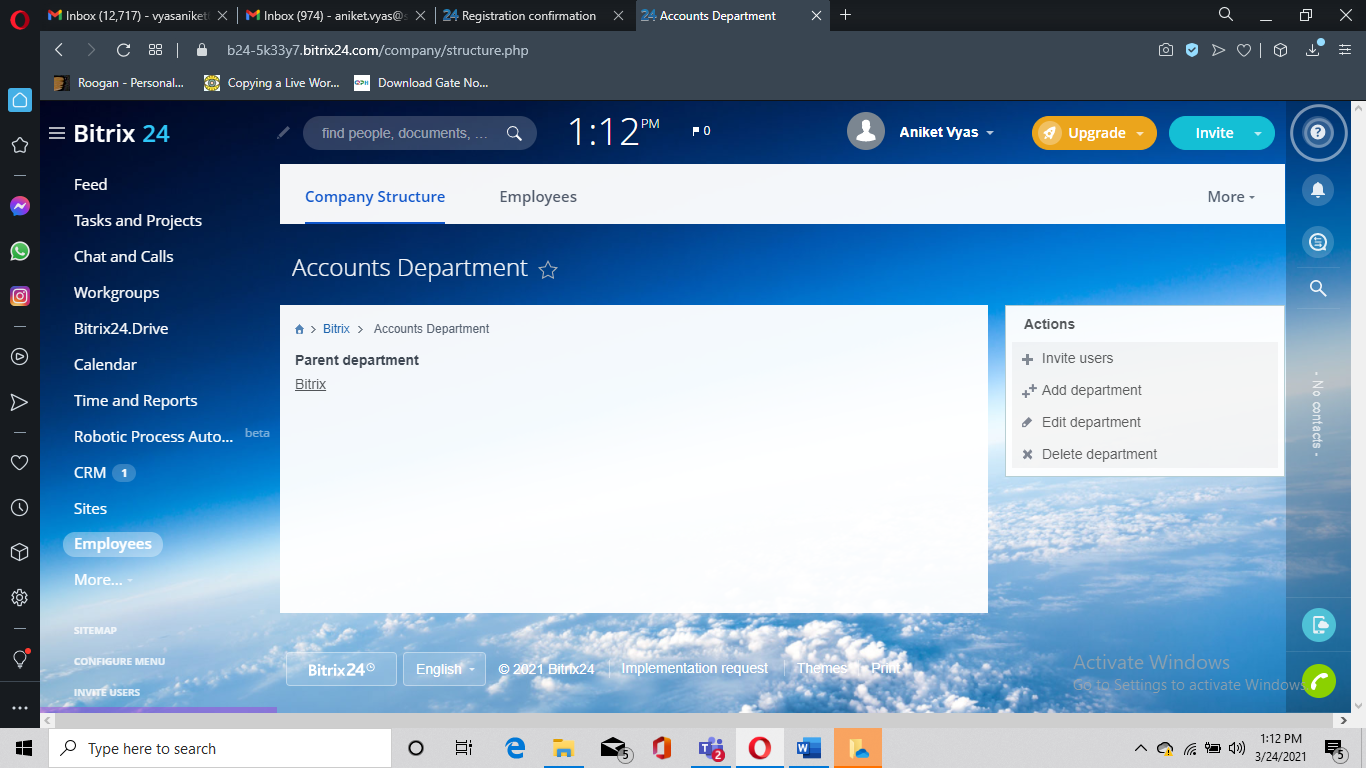 Inbox (12,717) - vyasaniket
Inbox (974) - aniket.vyas@s
24 Registration confirmation
24 Accounts Department
b24-5k33y7.bitrix24.com/company/structure.php
Roogan - Personal...
Copying a Live Wor...
Download Gate No...
Bitrix 24
find people, documents, ...
1:12 PM
0
Aniket Vyas
Upgrade
Invite
Feed
Tasks and Projects
Chat and Calls
Workgroups
Bitrix24.Drive
Calendar
Time and Reports
Robotic Process Auto... beta
CRM 1
Sites
Employees
More...
SITEMAP
CONFIGURE MENU
INVITE USERS
Company Structure
Employees
More
Accounts Department
Bitrix > Accounts Department
Parent department
Bitrix
Actions
Invite users
Add department
Edit department
Delete department
- No contacts -
Bitrix24
English
© 2021 Bitrix24
Implementation request
Themes
Print
Activate Windows
Go to Settings to activate Windows
Type here to search
5
2
1:12 PM
3/24/2021
5